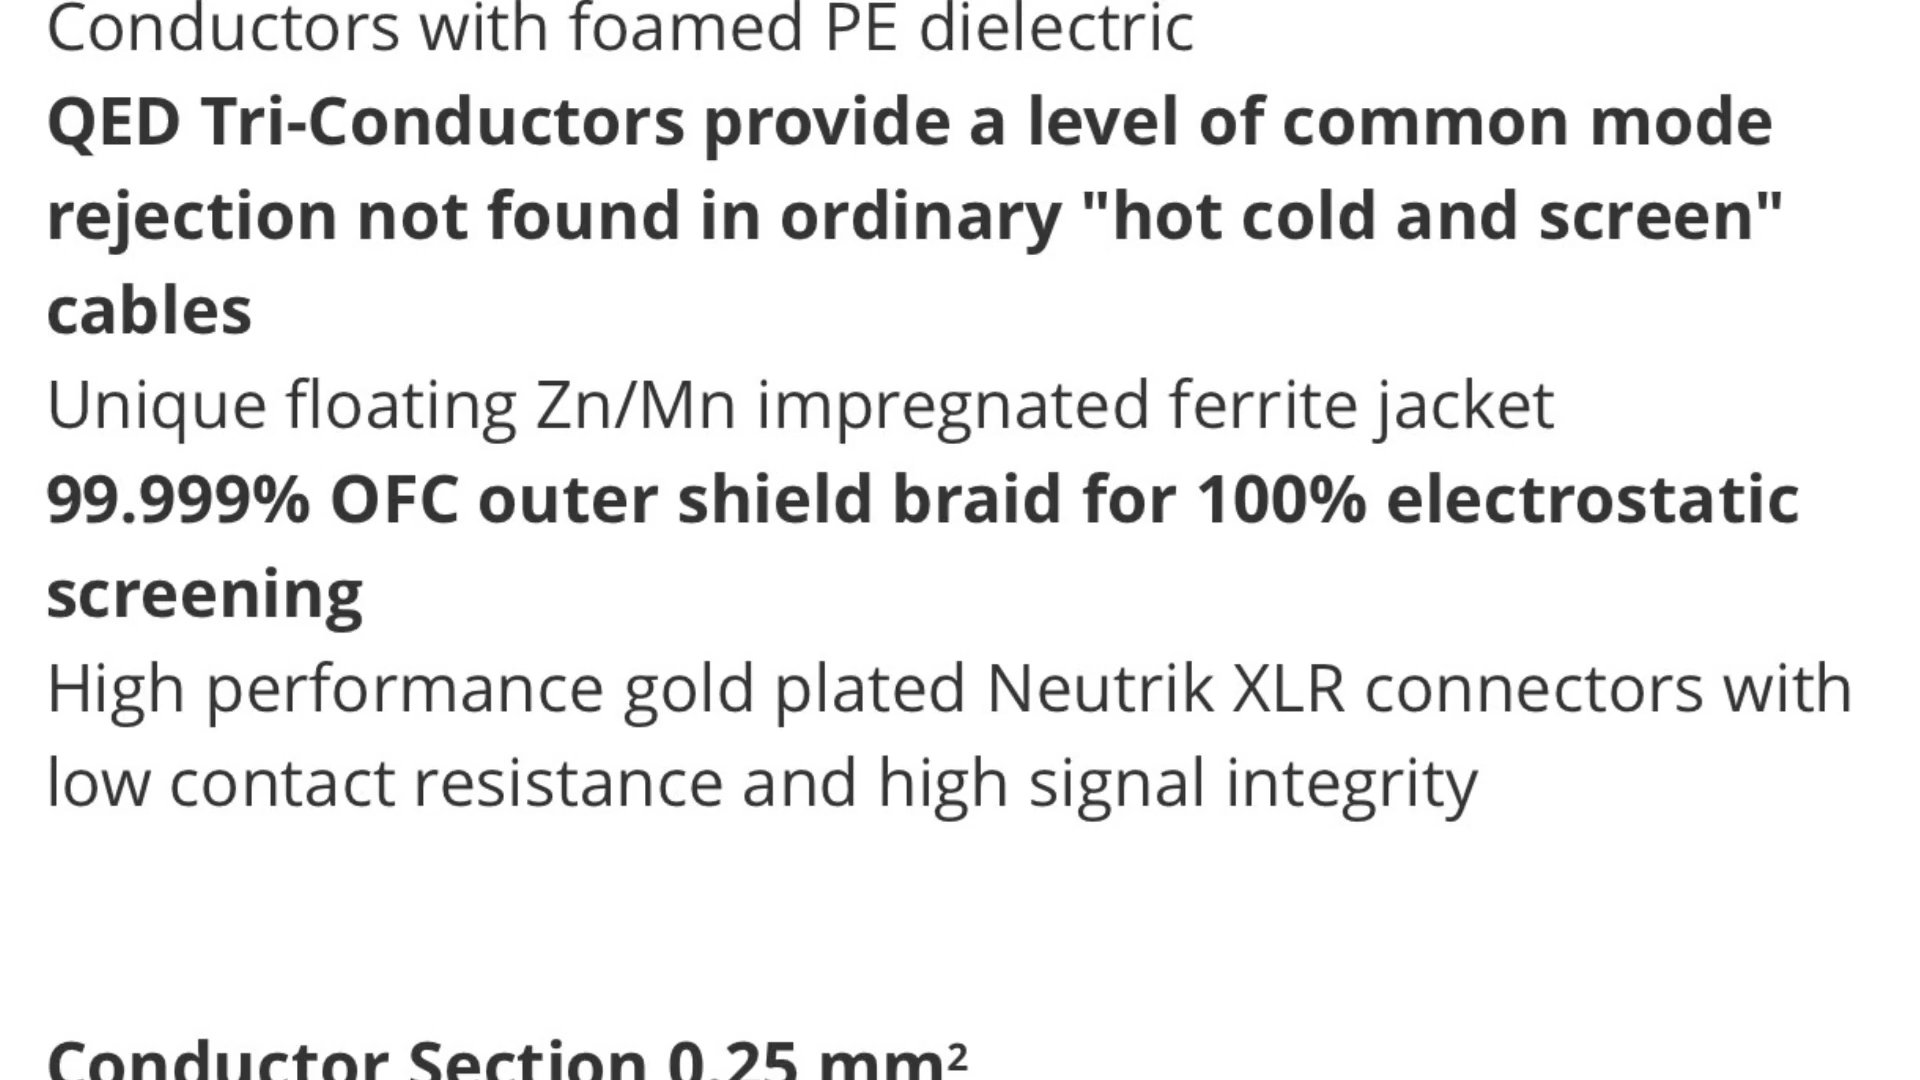 Conductors with foamed PE dielectric
QED Tri-Conductors provide a level of common mode
rejection not found in ordinary "hot cold and screen"
cables
Unique floating Zn/Mn impregnated ferrite jacket
99.999% OFC outer shield braid for 100% electrostatic
screening
High performance gold plated Neutrik XLR connectors with
low contact resistance and high signal integrity
Conductor Section 0.25 mm²